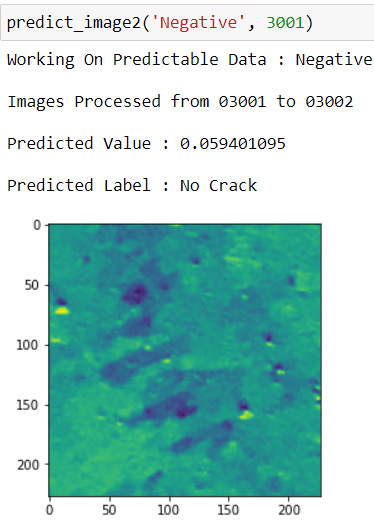 predict_image2('Negative', 3001)
Working On Predictable Data : Negative
Images Processed from 03001 to 03002
Predicted Value : 0.059401095
Predicted Label : No Crack
0
50
100
150
200
0 50 100 150 200